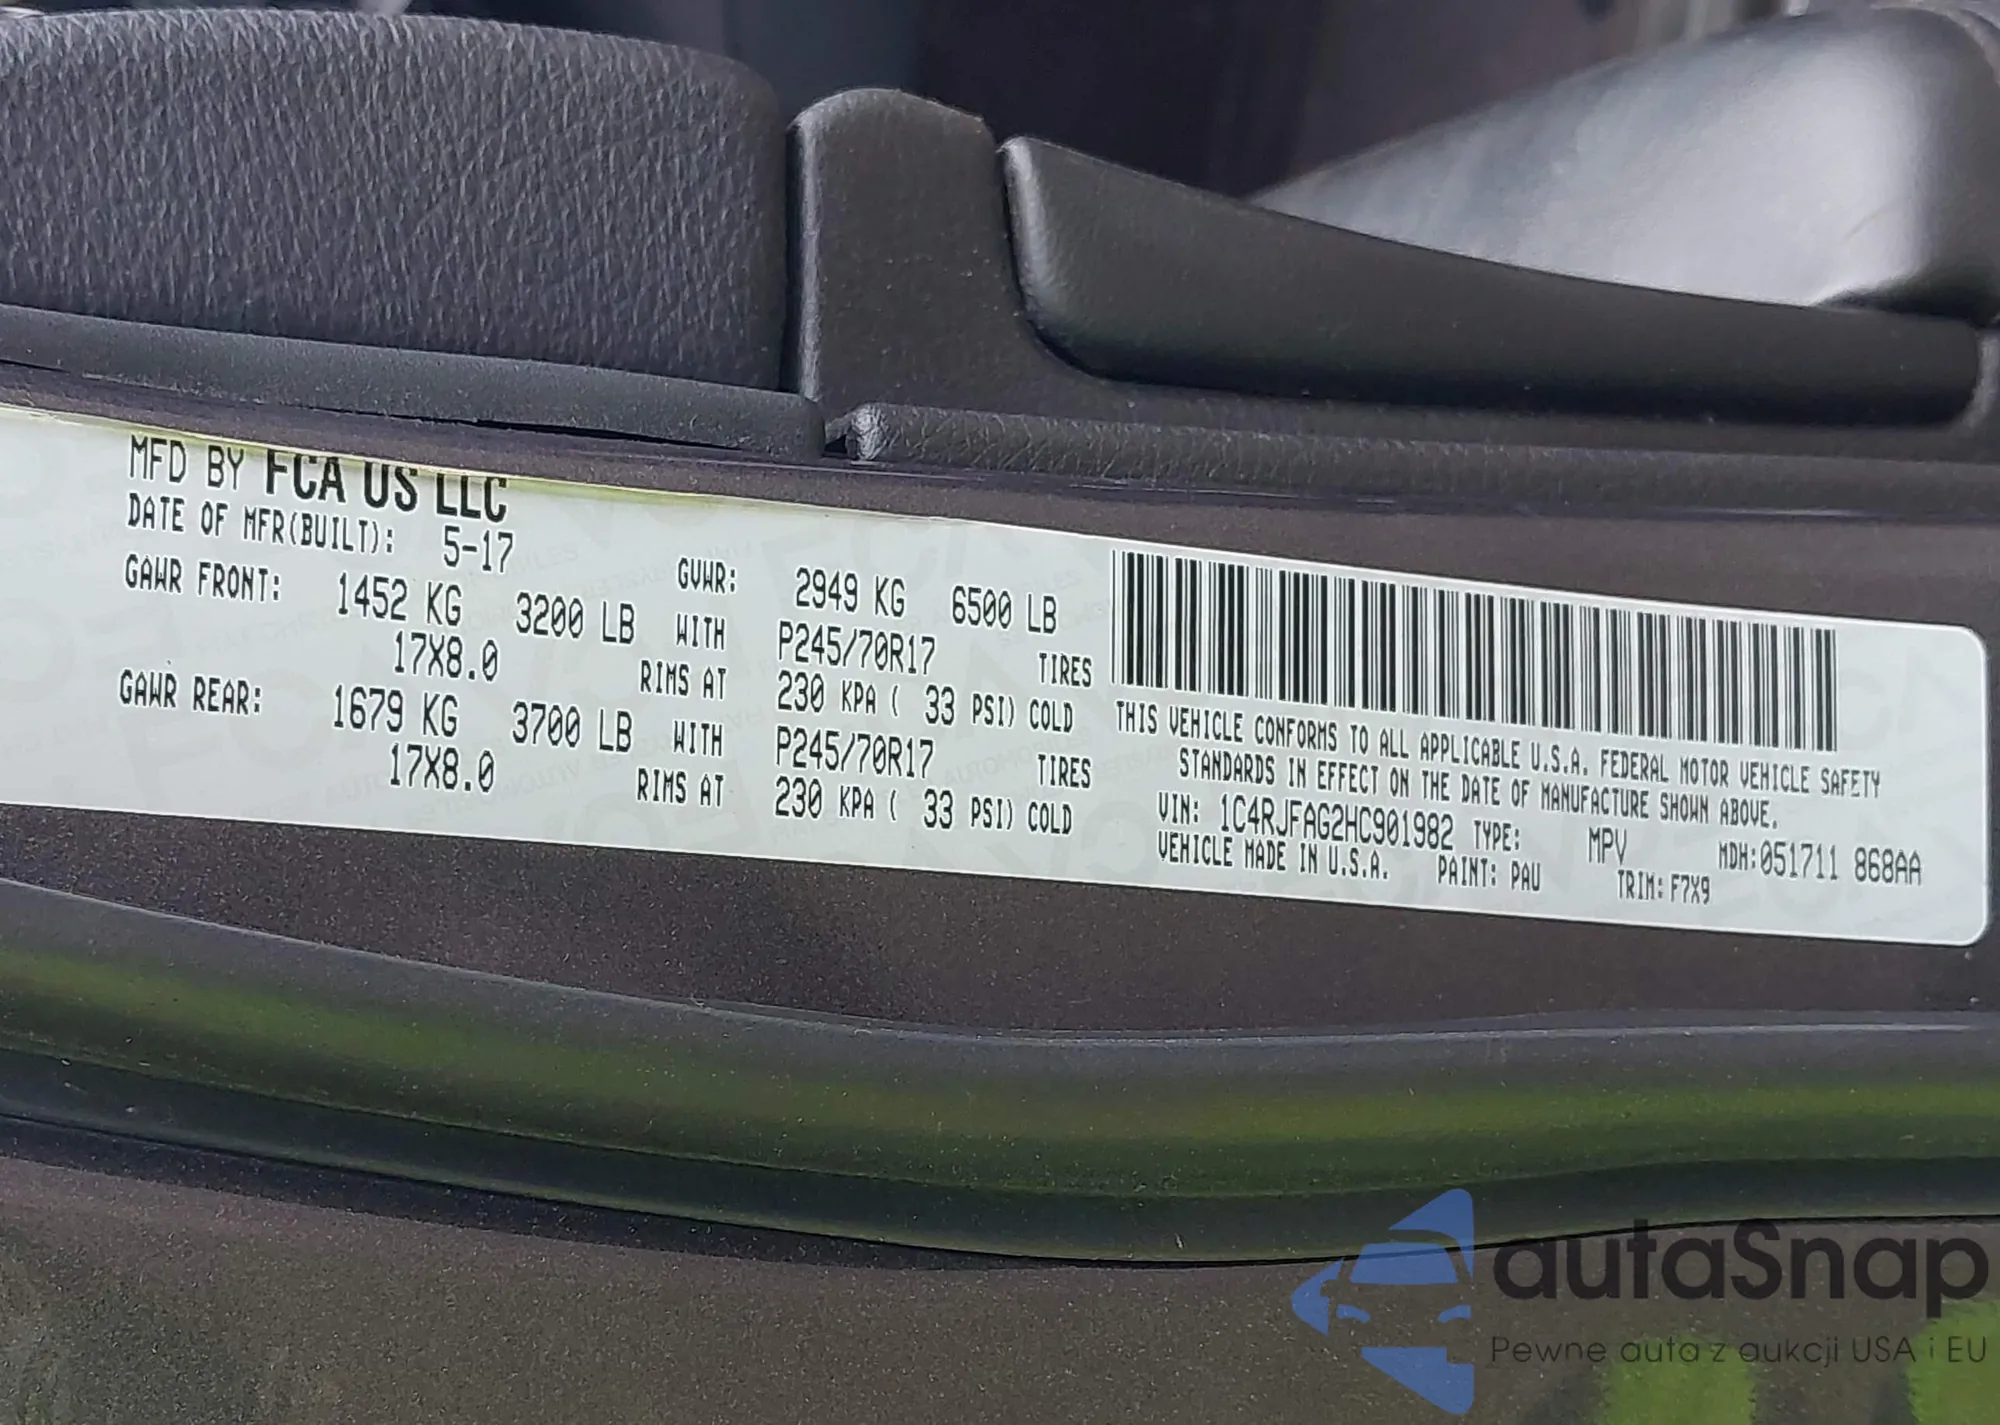 MFD BY FCA US LLC
DATE OF MFR(BUILT): 5-17
GVWR: 2949 KG 6500 LB
GAWR FRONT: 1452 KG 3200 LB WITH P245/70R17 TIRES
17X8.0 RIMS AT 230 KPA ( 33 PSI) COLD
GAWR REAR: 1679 KG 3700 LB WITH P245/70R17 TIRES
17X8.0 RIMS AT 230 KPA ( 33 PSI) COLD
THIS VEHICLE CONFORMS TO ALL APPLICABLE U.S.A. FEDERAL MOTOR VEHICLE SAFETY
STANDARDS IN EFFECT ON THE DATE OF MANUFACTURE SHOWN ABOVE.
VIN: 1C4RJFAG2HC901982 TYPE: MPV MDH:051711 868AA
VEHICLE MADE IN U.S.A. PAINT: PAU TRIM: F7X9
autaSnap
Pewne auta z aukcji USA i EU